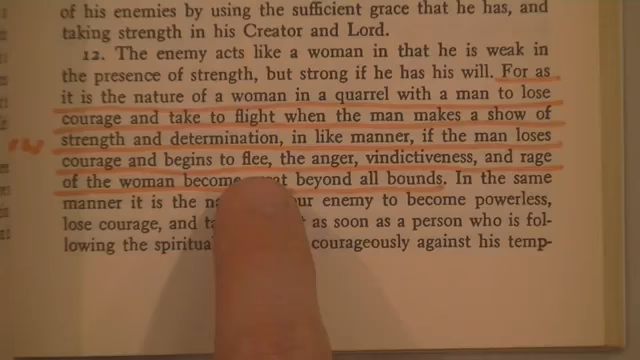 of his enemies by using the sufficient grace that he has, and
taking strength in his Creator and Lord.
12. The enemy acts like a woman in that he is weak in
the presence of strength, but strong if he has his will. For as
it is the nature of a woman in a quarrel with a man to lose
courage and take to flight when the man makes a show of
strength and determination, in like manner, if the man loses
courage and begins to flee, the anger, vindictiveness, and rage
of the woman become great beyond all bounds. In the same
manner it is the enemy to become powerless,
lose courage, and as soon as a person who is fol-
lowing the courageously against his temp-